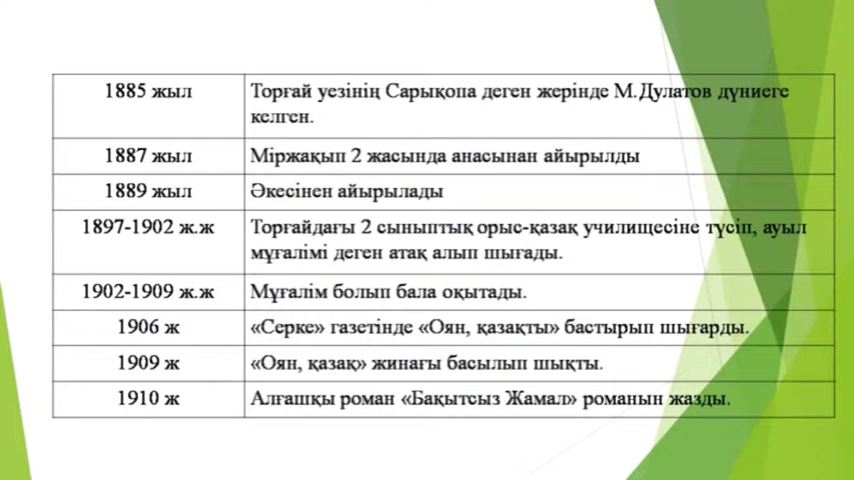 1885 жыл
Торғай уезінің Сарықопа деген жерінде М.Дулатов дүниеге
келген.
1887 жыл
Міржақып 2 жасында анасынан айырылды
1889 жыл
Әкесінен айырылады
1897-1902 ж.ж
Торғайдағы 2 сыныптық орыс-қазақ училищесіне түсіп, ауыл
мұғалімі деген атақ алып шығады.
1902-1909 ж.ж
Мұғалім болып бала оқытады.
1906 ж
«Серке» газетінде «Оян, қазақты» бастырып шығарды.
1909 ж
«Оян, қазақ» жинағы басылып шықты.
1910 ж
Алғашқы роман «Бақытсыз Жамал» романын жазды.